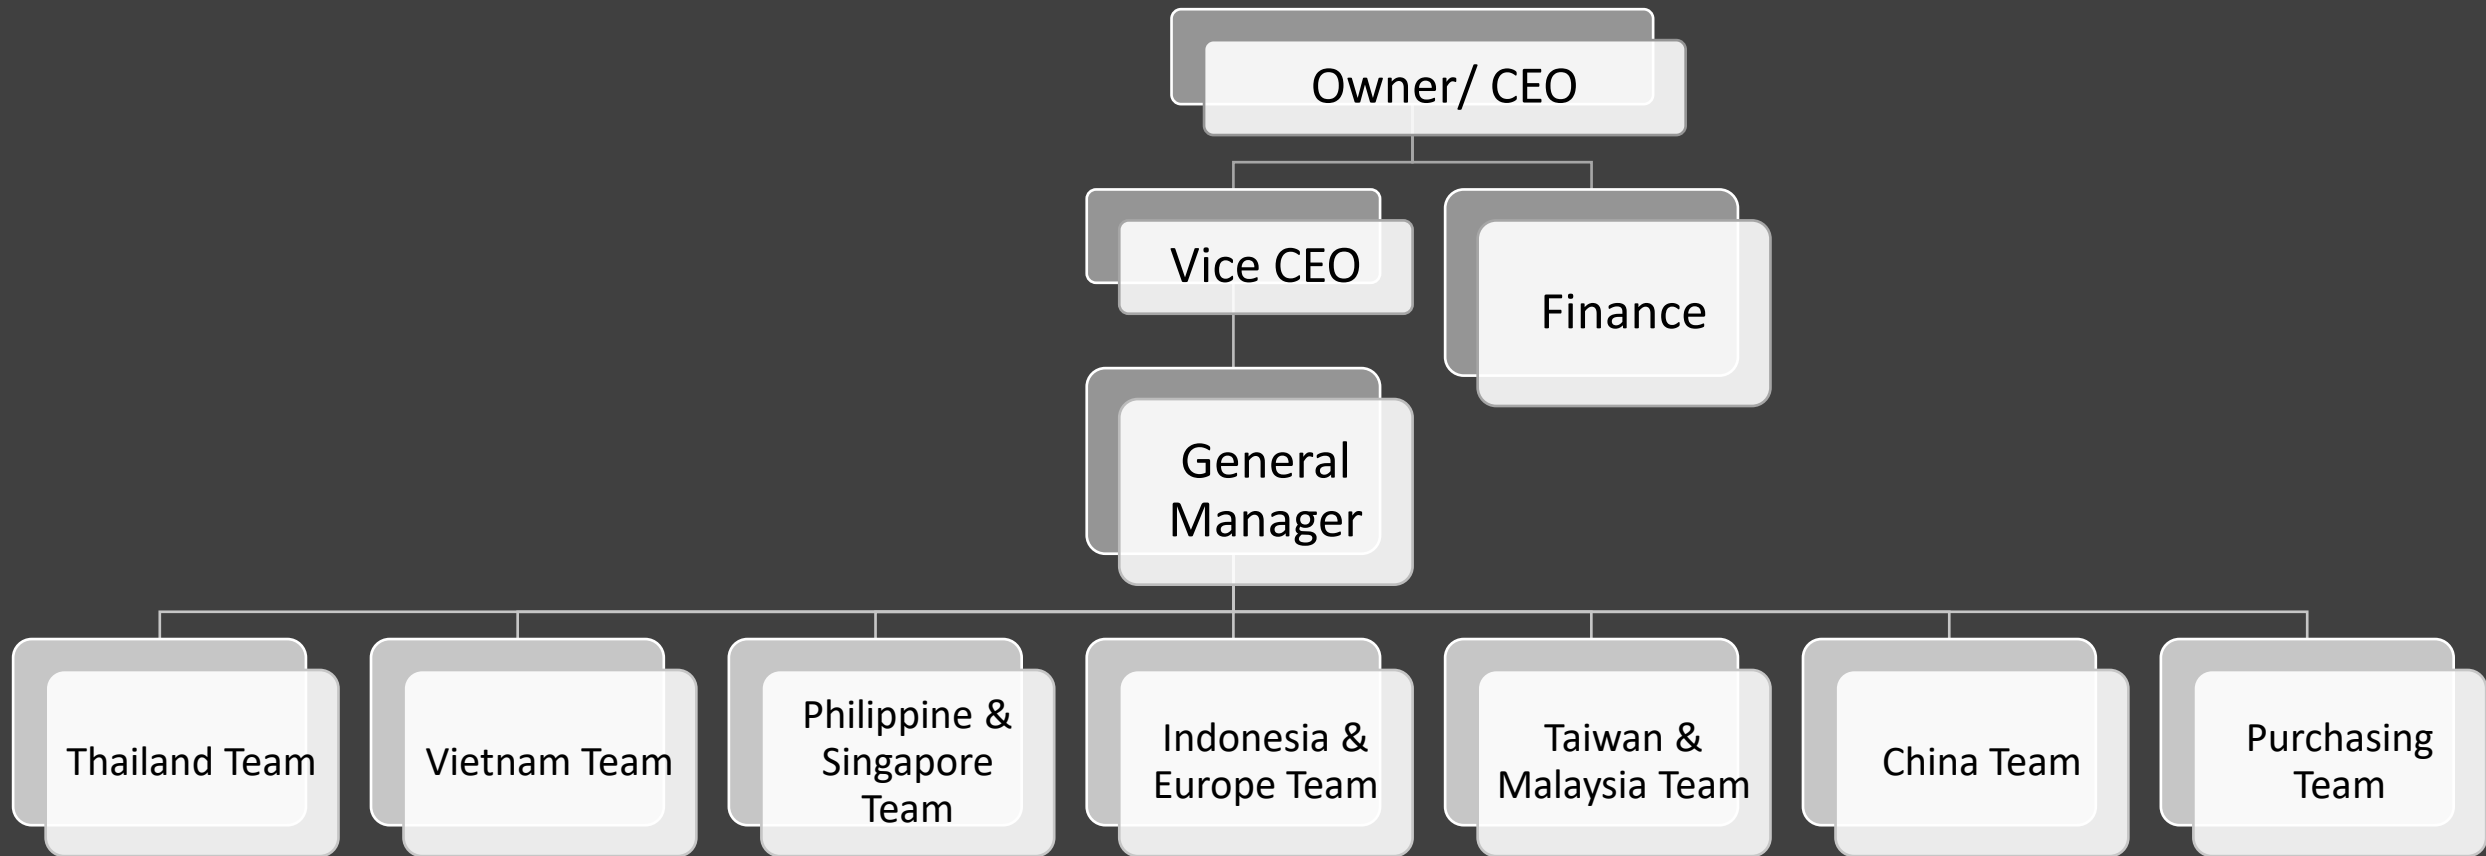 Owner/ CEO
Vice CEO
Finance
General
Manager
Thailand Team
Vietnam Team
Philippine &
Singapore
Team
Indonesia &
Europe Team
Taiwan &
Malaysia Team
China Team
Purchasing
Team